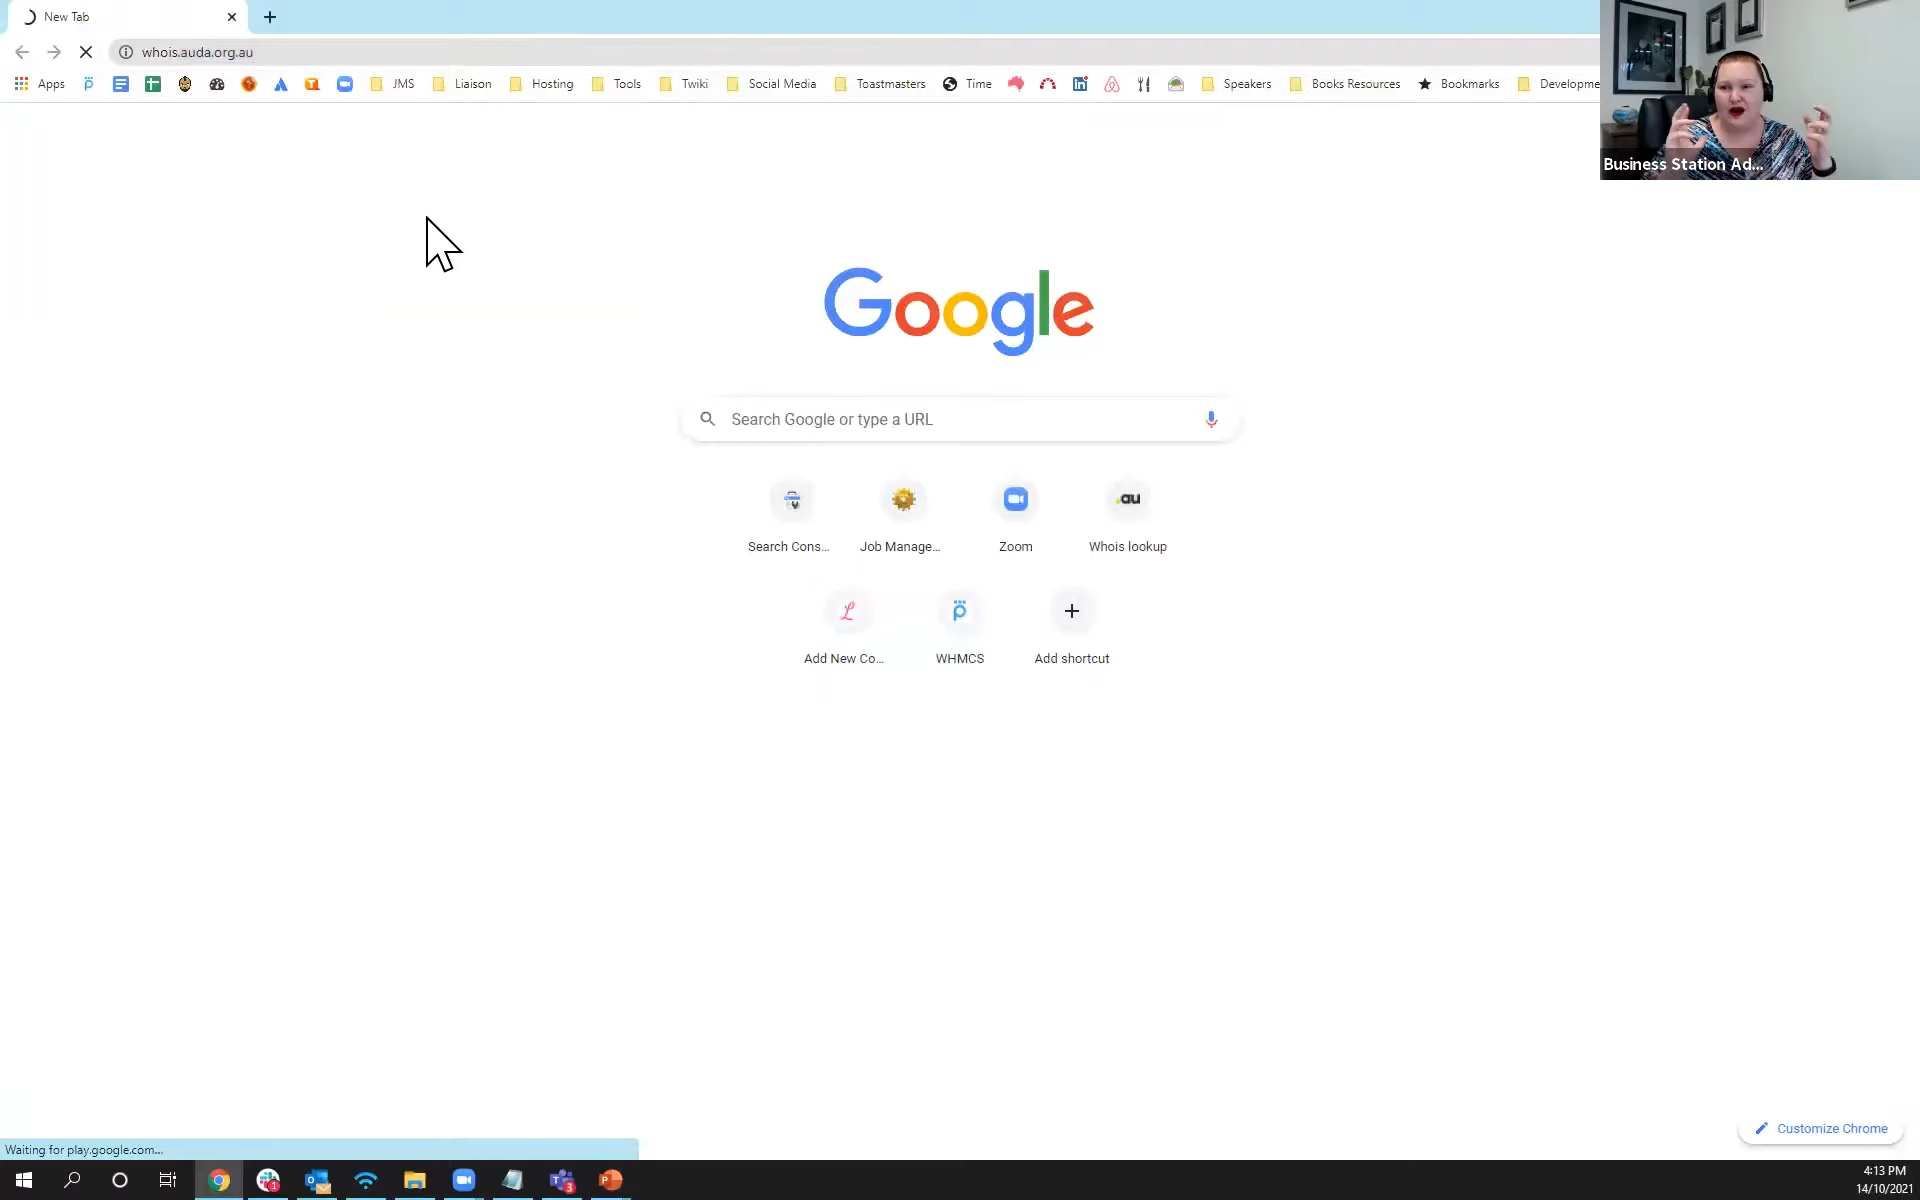 New Tab
whois.auda.org.au
Apps JMS Liaison Hosting Tools Twiki Social Media Toastmasters Time Speakers Books Resources Bookmarks Developme
Business Station Ad...
Google
Search Google or type a URL
.au
Search Cons... Job Manage... Zoom Whois lookup
Add New Co... WHMCS Add shortcut
Customize Chrome
Waiting for play.google.com...
4:13 PM
14/10/2021